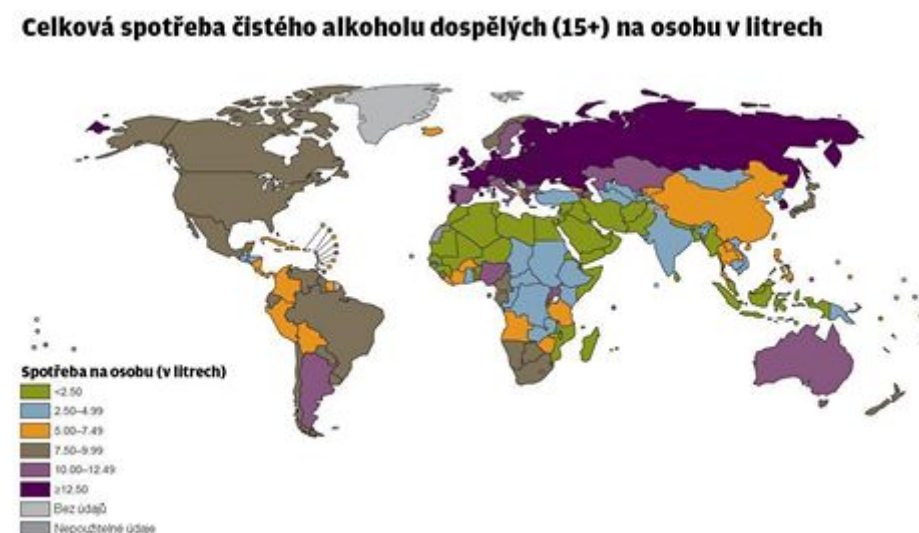 Celková spotřeba čistého alkoholu dospělých (15+) na osobu v litrech
Spotřeba na osobu (v litrech)
<2.50
2.50–4.99
5.00–7.49
7.50–9.99
10.00–12.49
≥12.50
Bez údajů
Nepoužitelné údaje